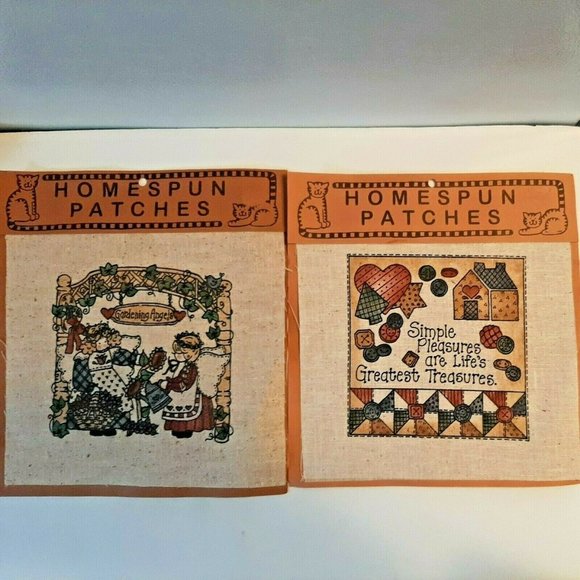 HOMESPUN
PATCHES
Gardening Angels
HOMESPUN
PATCHES
Simple
Pleasures
are Life's
Greatest Treasures.